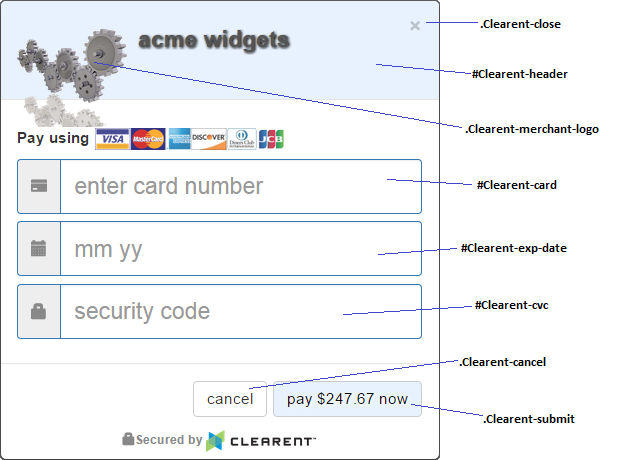 acme widgets
×
.Clearent-close
#Clearent-header
.Clearent-merchant-logo
Pay using VISA MasterCard AMERICAN EXPRESS DISCOVER Diners Club INTERNATIONAL JCB
enter card number
#Clearent-card
mm yy
#Clearent-exp-date
security code
#Clearent-cvc
.Clearent-cancel
cancel
pay $247.67 now
.Clearent-submit
Secured by CLEARENT™